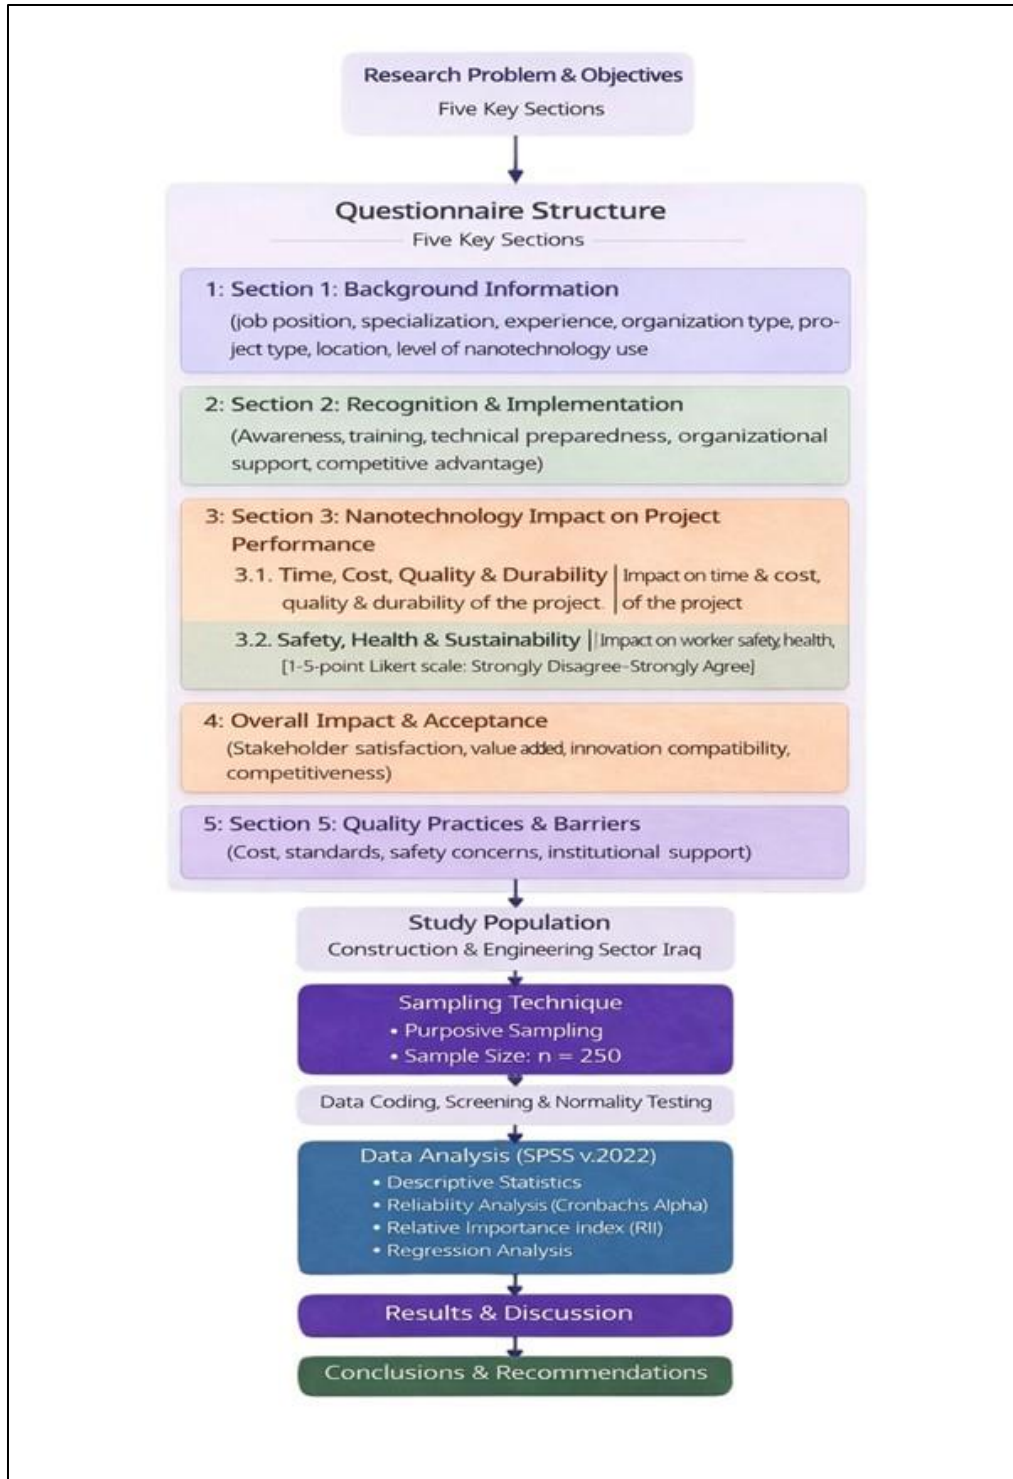 Research Problem & Objectives
Five Key Sections
Questionnaire Structure
Five Key Sections
1: Section 1: Background Information
(job position, specialization, experience, organization type, pro-
ject type, location, level of nanotechnology use
2: Section 2: Recognition & Implementation
(Awareness, training, technical preparedness, organizational
support, competitive advantage)
3: Section 3: Nanotechnology Impact on Project
Performance
3.1. Time, Cost, Quality & Durability | Impact on time & cost,
quality & durability of the project. | of the project
3.2. Safety, Health & Sustainability || Impact on worker safety, health,
[1-5-point Likert scale: Strongly Disagree–Strongly Agree]
4: Overall Impact & Acceptance
(Stakeholder satisfaction, value added, innovation compatibility,
competitiveness)
5: Section 5: Quality Practices & Barriers
(Cost, standards, safety concerns, institutional support)
Study Population
Construction & Engineering Sector Iraq
Sampling Technique
• Purposive Sampling
• Sample Size: n = 250
Data Coding, Screening & Normality Testing
Data Analysis (SPSS v.2022)
• Descriptive Statistics
• Reliablity Analysis (Cronbachs Alpha)
• Relative Importance index (RII)
• Regression Analysis
Results & Discussion
Conclusions & Recommendations